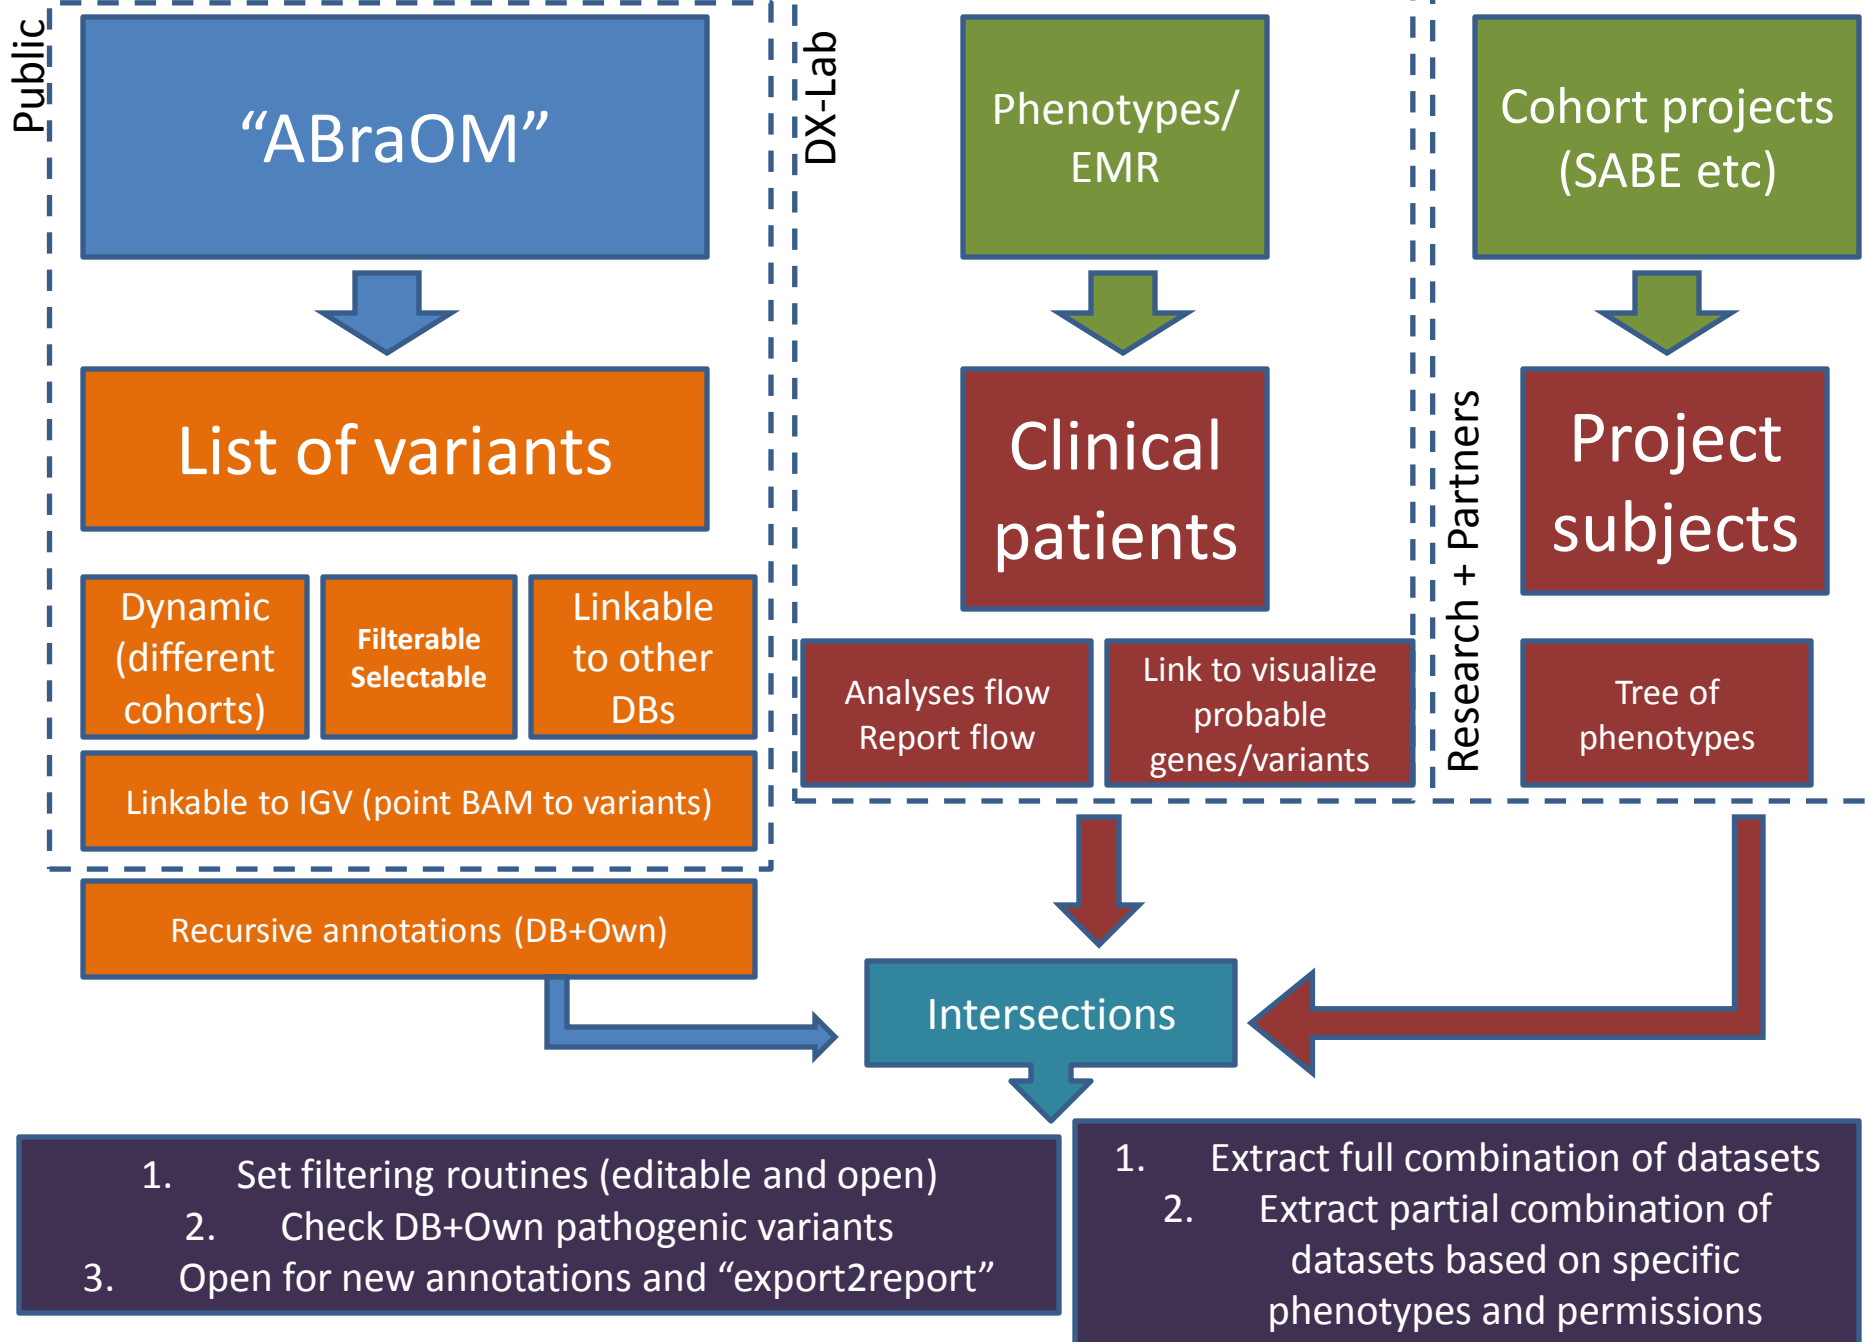 Public
“ABraOM”
List of variants
Dynamic
(different
cohorts)
Filterable
Selectable
Linkable
to other
DBs
Linkable to IGV (point BAM to variants)
Recursive annotations (DB+Own)
DX-Lab
Phenotypes/
EMR
Clinical
patients
Analyses flow
Report flow
Link to visualize
probable
genes/variants
Research + Partners
Cohort projects
(SABE etc)
Project
subjects
Tree of
phenotypes
Intersections
1. Set filtering routines (editable and open)
2. Check DB+Own pathogenic variants
3. Open for new annotations and “export2report”
1. Extract full combination of datasets
2. Extract partial combination of
datasets based on specific
phenotypes and permissions